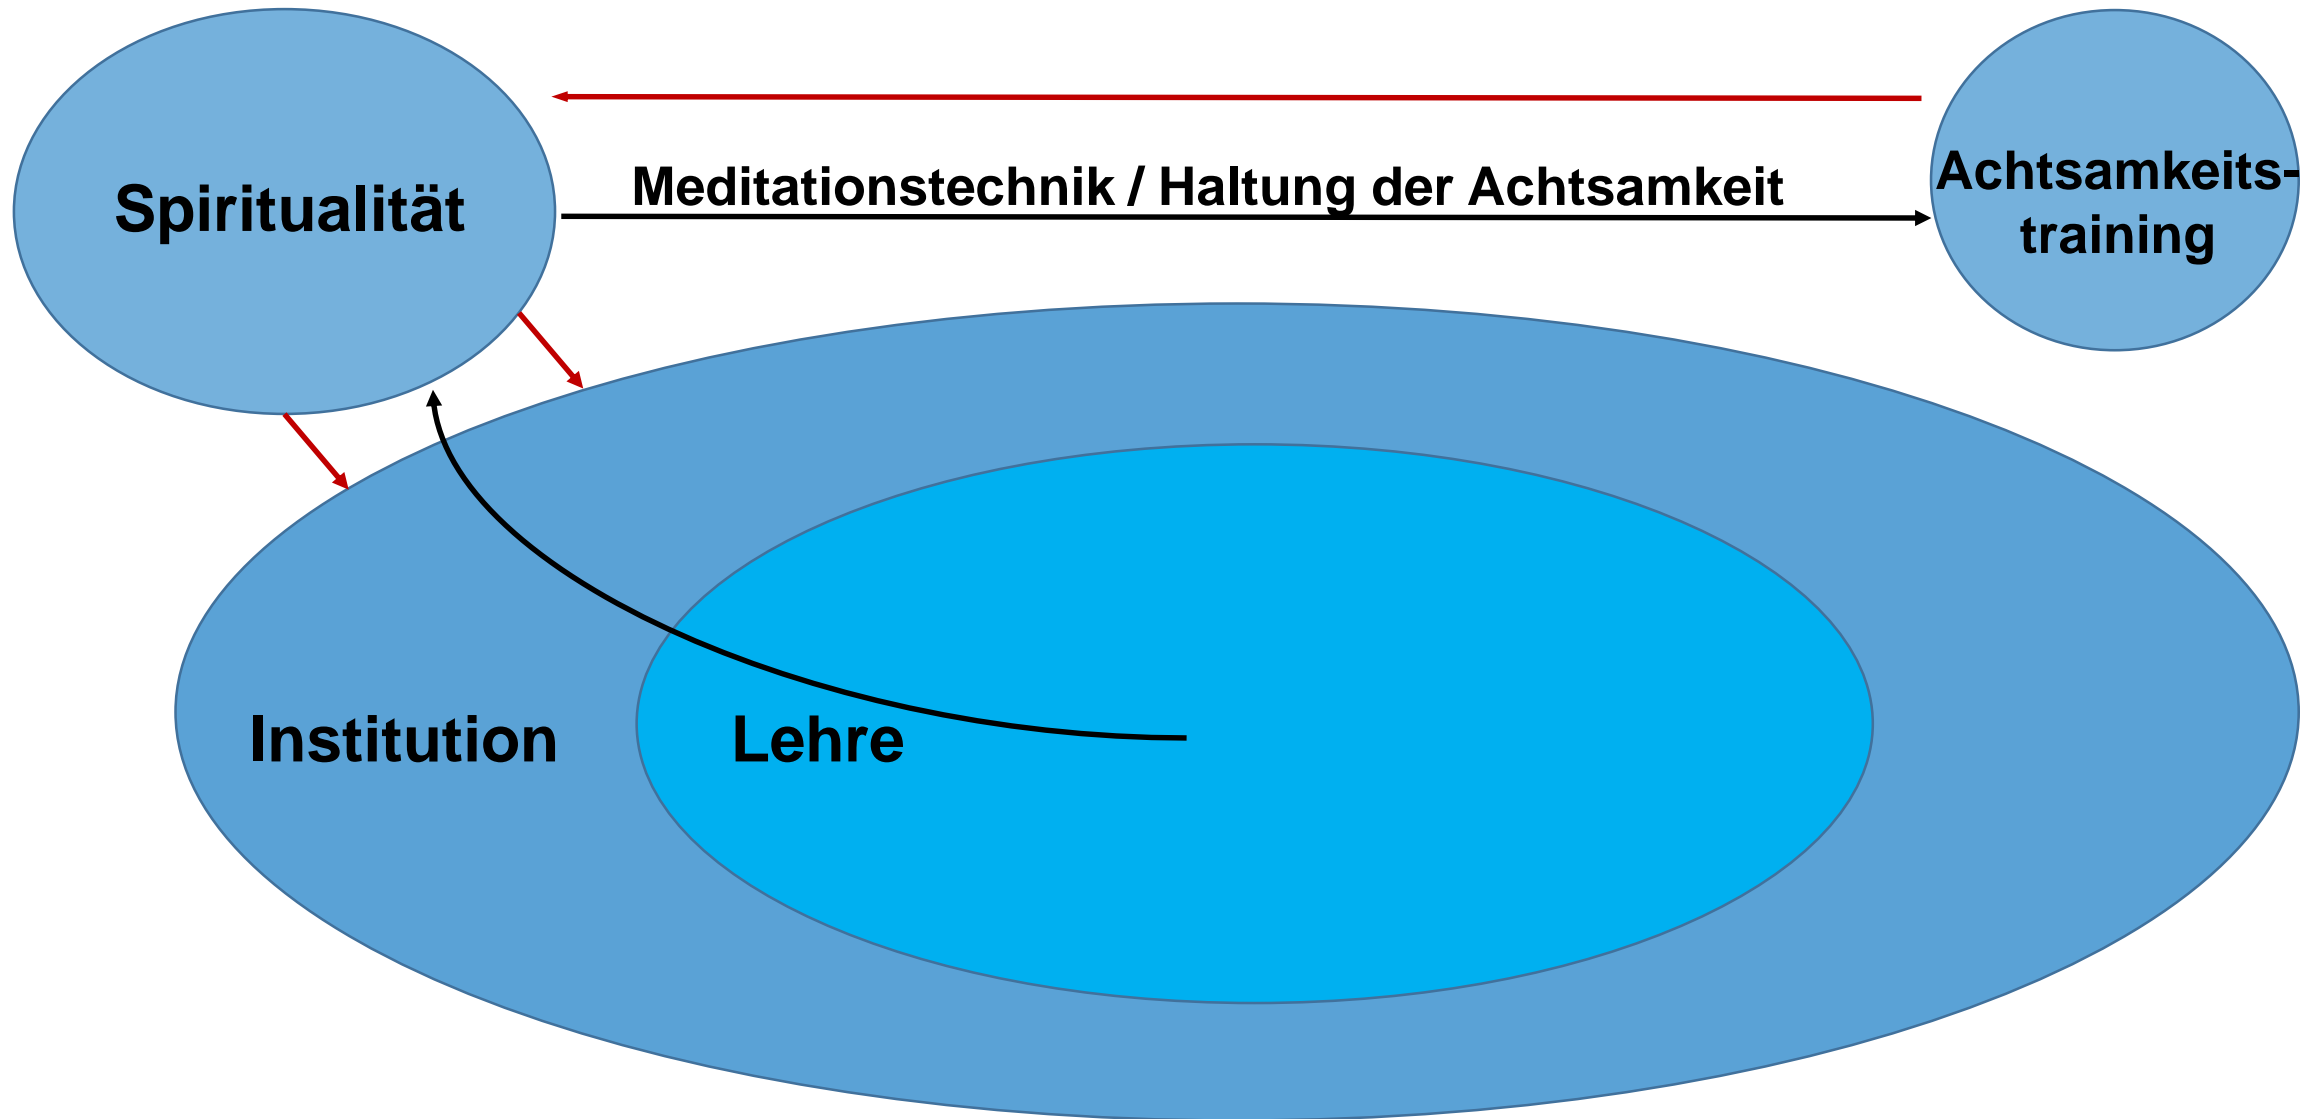 Spiritualität
Meditationstechnik / Haltung der Achtsamkeit
Achtsamkeits-
training
Institution
Lehre